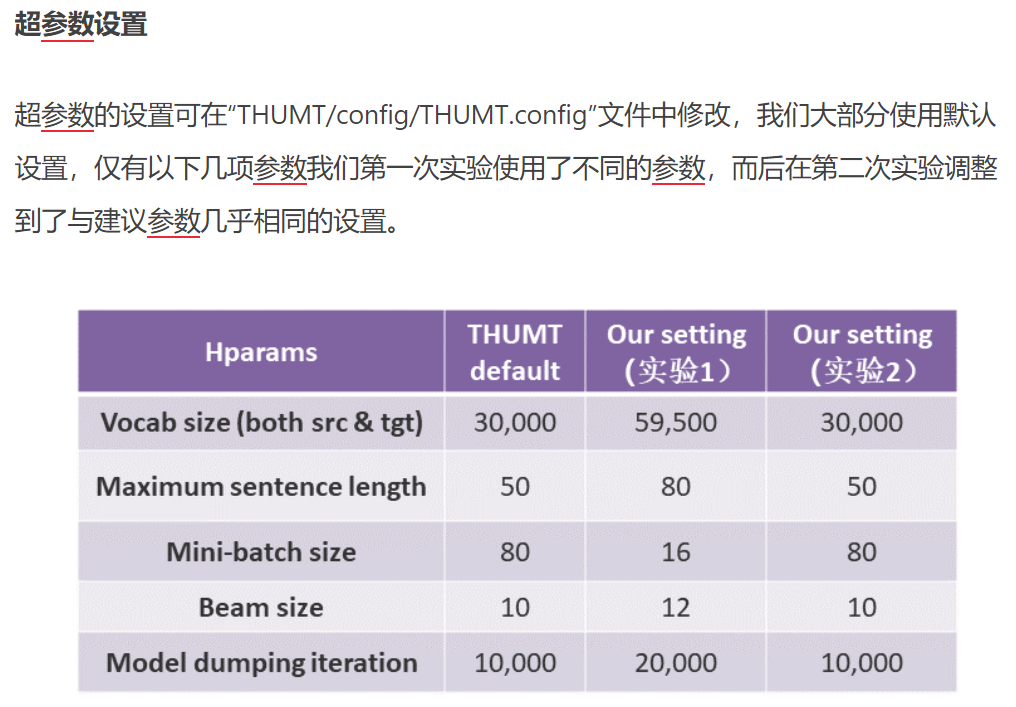 超参数设置
超参数的设置可在“THUMT/config/THUMT.config”文件中修改，我们大部分使用默认
设置，仅有以下几项参数我们第一次实验使用了不同的参数，而后在第二次实验调整
到了与建议参数几乎相同的设置。
Hparams THUMT default Our setting (实验1） Our setting (实验2）
Vocab size (both src & tgt) 30,000 59,500 30,000
Maximum sentence length 50 80 50
Mini-batch size 80 16 80
Beam size 10 12 10
Model dumping iteration 10,000 20,000 10,000